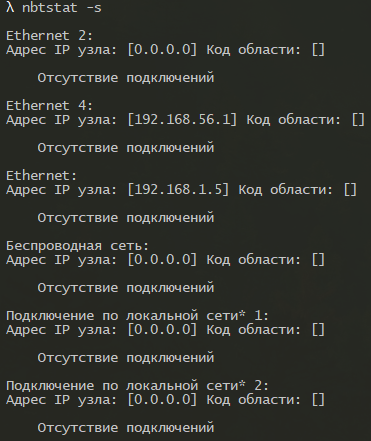 λ nbtstat -s
Ethernet 2:
Адрес IP узла: [0.0.0.0] Код области: []
Отсутствие подключений
Ethernet 4:
Адрес IP узла: [192.168.56.1] Код области: []
Отсутствие подключений
Ethernet:
Адрес IP узла: [192.168.1.5] Код области: []
Отсутствие подключений
Беспроводная сеть:
Адрес IP узла: [0.0.0.0] Код области: []
Отсутствие подключений
Подключение по локальной сети* 1:
Адрес IP узла: [0.0.0.0] Код области: []
Отсутствие подключений
Подключение по локальной сети* 2:
Адрес IP узла: [0.0.0.0] Код области: []
Отсутствие подключений